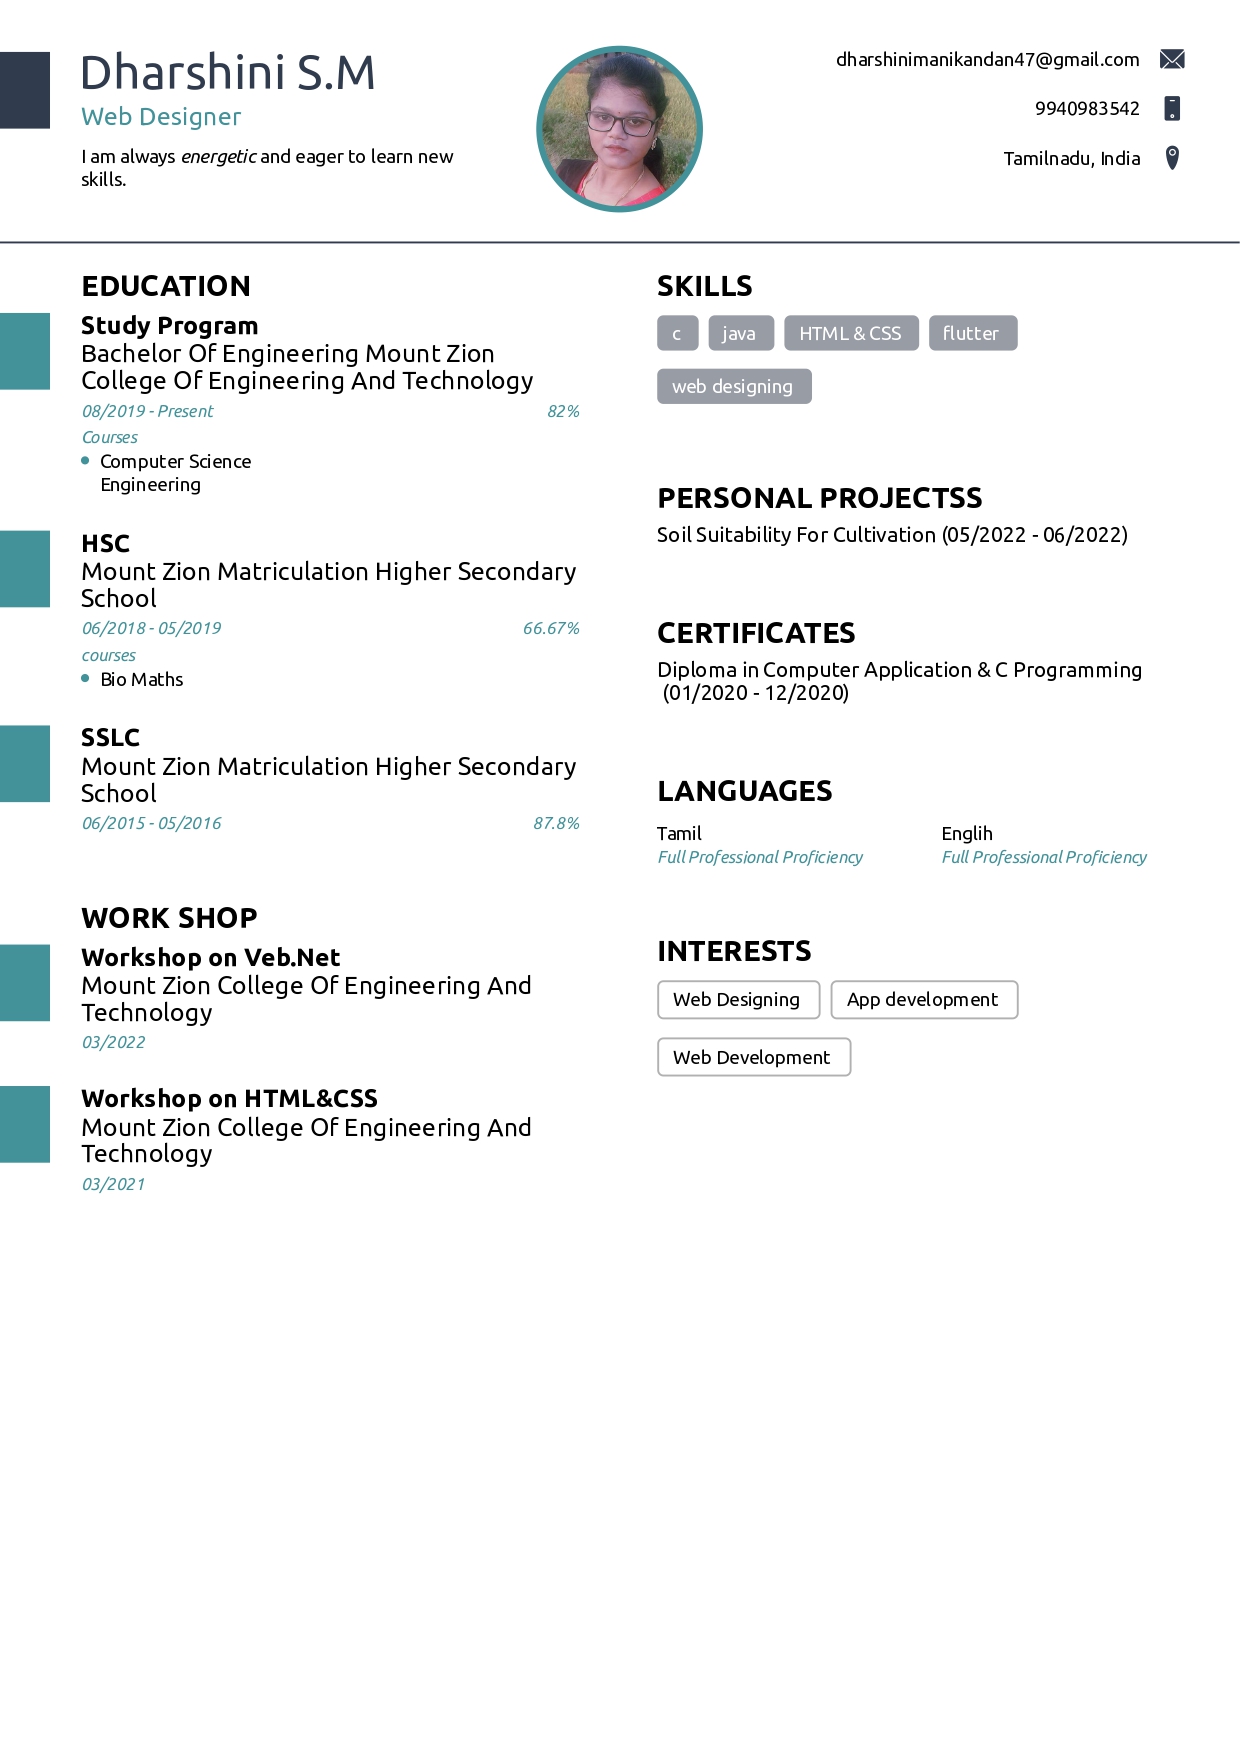 Dharshini S.M
Web Designer
I am always energetic and eager to learn new
skills.
dharshinimanikandan47@gmail.com
9940983542
Tamilnadu, India
EDUCATION
Study Program
Bachelor Of Engineering Mount Zion
College Of Engineering And Technology
08/2019 - Present 82%
Courses
Computer Science
Engineering
HSC
Mount Zion Matriculation Higher Secondary
School
06/2018 - 05/2019 66.67%
courses
Bio Maths
SSLC
Mount Zion Matriculation Higher Secondary
School
06/2015 - 05/2016 87.8%
WORK SHOP
Workshop on Veb.Net
Mount Zion College Of Engineering And
Technology
03/2022
Workshop on HTML&CSS
Mount Zion College Of Engineering And
Technology
03/2021
SKILLS
c java HTML & CSS flutter
web designing
PERSONAL PROJECTSS
Soil Suitability For Cultivation (05/2022 - 06/2022)
CERTIFICATES
Diploma in Computer Application & C Programming
(01/2020 - 12/2020)
LANGUAGES
Tamil Englih
Full Professional Proficiency Full Professional Proficiency
INTERESTS
Web Designing App development
Web Development